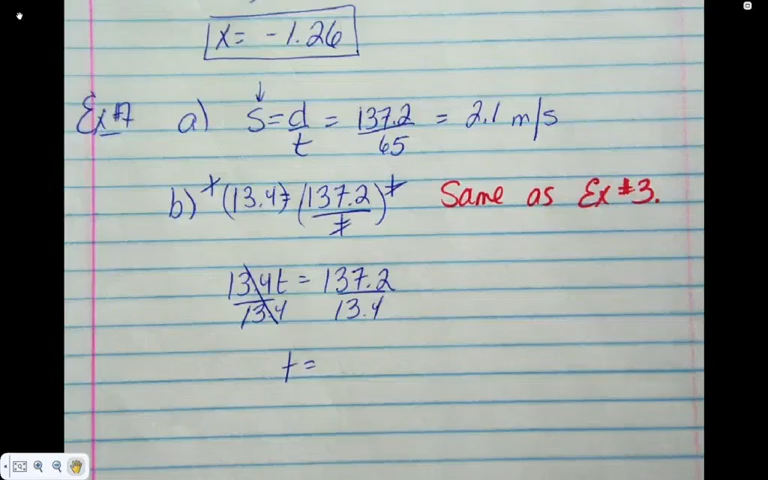 x = -1.26
Ex #7 a) s = d/t = 137.2/65 = 2.1 m/s
b) t(13.4) = (137.2/t)t Same as Ex #3.
13.4t/13.4 = 137.2/13.4
t =